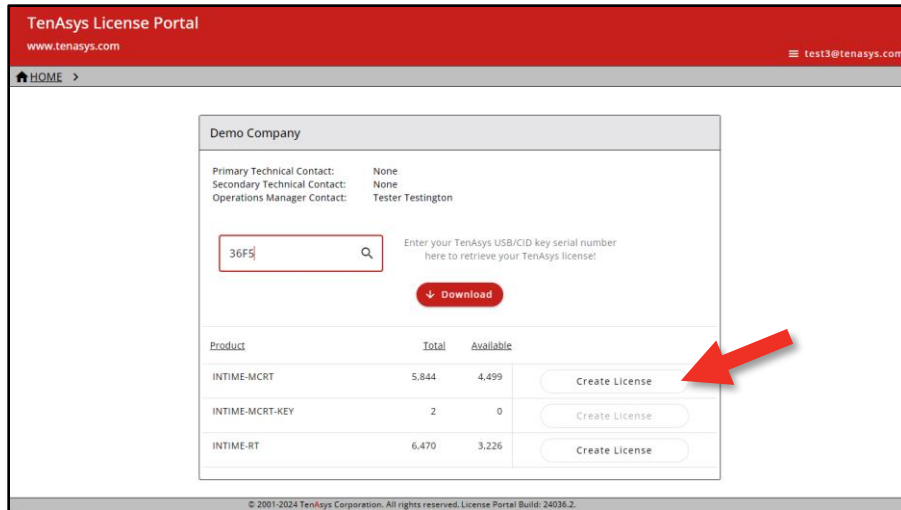 TenAsys License Portal
www.tenasys.com
test3@tenasys.com
HOME >
Demo Company
Primary Technical Contact: None
Secondary Technical Contact: None
Operations Manager Contact: Tester Testington
36F5
Enter your TenAsys USB/CID key serial number
here to retrieve your TenAsys license!
Download
Product Total Available
INTIME-MCRT 5,844 4,499 Create License
INTIME-MCRT-KEY 2 0 Create License
INTIME-RT 6,470 3,226 Create License
© 2001-2024 TenAsys Corporation. All rights reserved. License Portal Build: 24036.2.